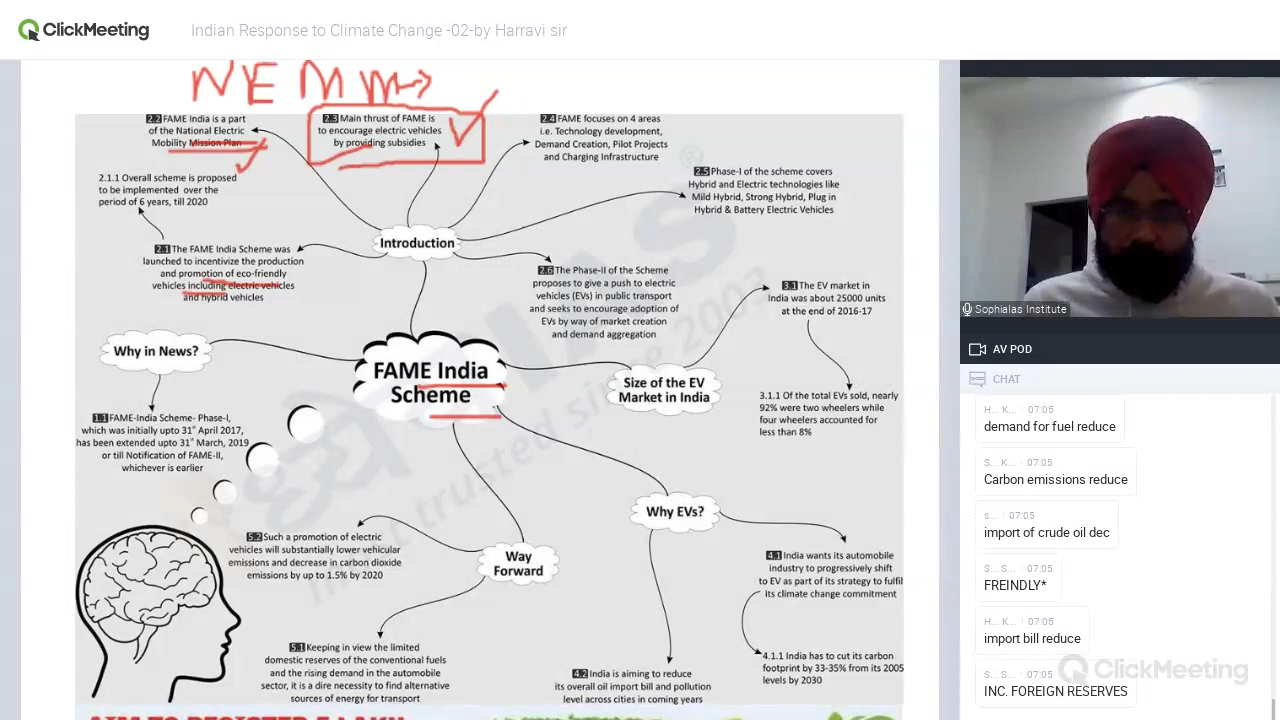 ClickMeeting
Indian Response to Climate Change -02-by Harravi sir
NEMM
2.2 FAME India is a part
of the National Electric
Mobility Mission Plan
2.3 Main thrust of FAME is
to encourage electric vehicles
by providing subsidies
2.4 FAME focuses on 4 areas
i.e. Technology development,
Demand Creation, Pilot Projects
and Charging Infrastructure
2.1.1 Overall scheme is proposed
to be implemented over the
period of 6 years, till 2020
2.5 Phase-I of the scheme covers
Hybrid and Electric technologies like
Mild Hybrid, Strong Hybrid, Plug in
Hybrid & Battery Electric Vehicles
Introduction
2.1 The FAME India Scheme was
launched to incentivize the production
and promotion of eco-friendly
vehicles including electric vehicles
and hybrid vehicles
2.6 The Phase-II of the Scheme
proposes to give a push to electric
vehicles (EVs) in public transport
and seeks to encourage adoption of
EVs by way of market creation
and demand aggregation
3.1 The EV market in
India was about 25000 units
at the end of 2016-17
Why in News?
FAME India
Scheme
Size of the EV
Market in India
1.1 FAME-India Scheme- Phase-I,
which was initially upto 31st April 2017,
has been extended upto 31st March, 2019
or till Notification of FAME-II,
whichever is earlier
3.1.1 Of the total EVs sold, nearly
92% were two wheelers while
four wheelers accounted for
less than 8%
Why EVs?
5.2 Such a promotion of electric
vehicles will substantially lower vehicular
emissions and decrease in carbon dioxide
emissions by up to 1.5% by 2020
Way
Forward
4.1 India wants its automobile
industry to progressively shift
to EV as part of its strategy to fulfil
its climate change commitment
5.1 Keeping in view the limited
domestic reserves of the conventional fuels
and the rising demand in the automobile
sector, it is a dire necessity to find alternative
sources of energy for transport
4.2 India is aiming to reduce
its overall oil import bill and pollution
level across cities in coming years
4.1.1 India has to cut its carbon
footprint by 33-35% from its 2005
levels by 2030
trusted since 2003
Sophialas Institute
AV POD
CHAT
H... K... 07:05
demand for fuel reduce
S... K... 07:05
Carbon emissions reduce
s... 07:05
import of crude oil dec
S... S... 07:05
FREINDLY*
H... K... 07:05
import bill reduce
S... S... 07:05
INC. FOREIGN RESERVES
ClickMeeting